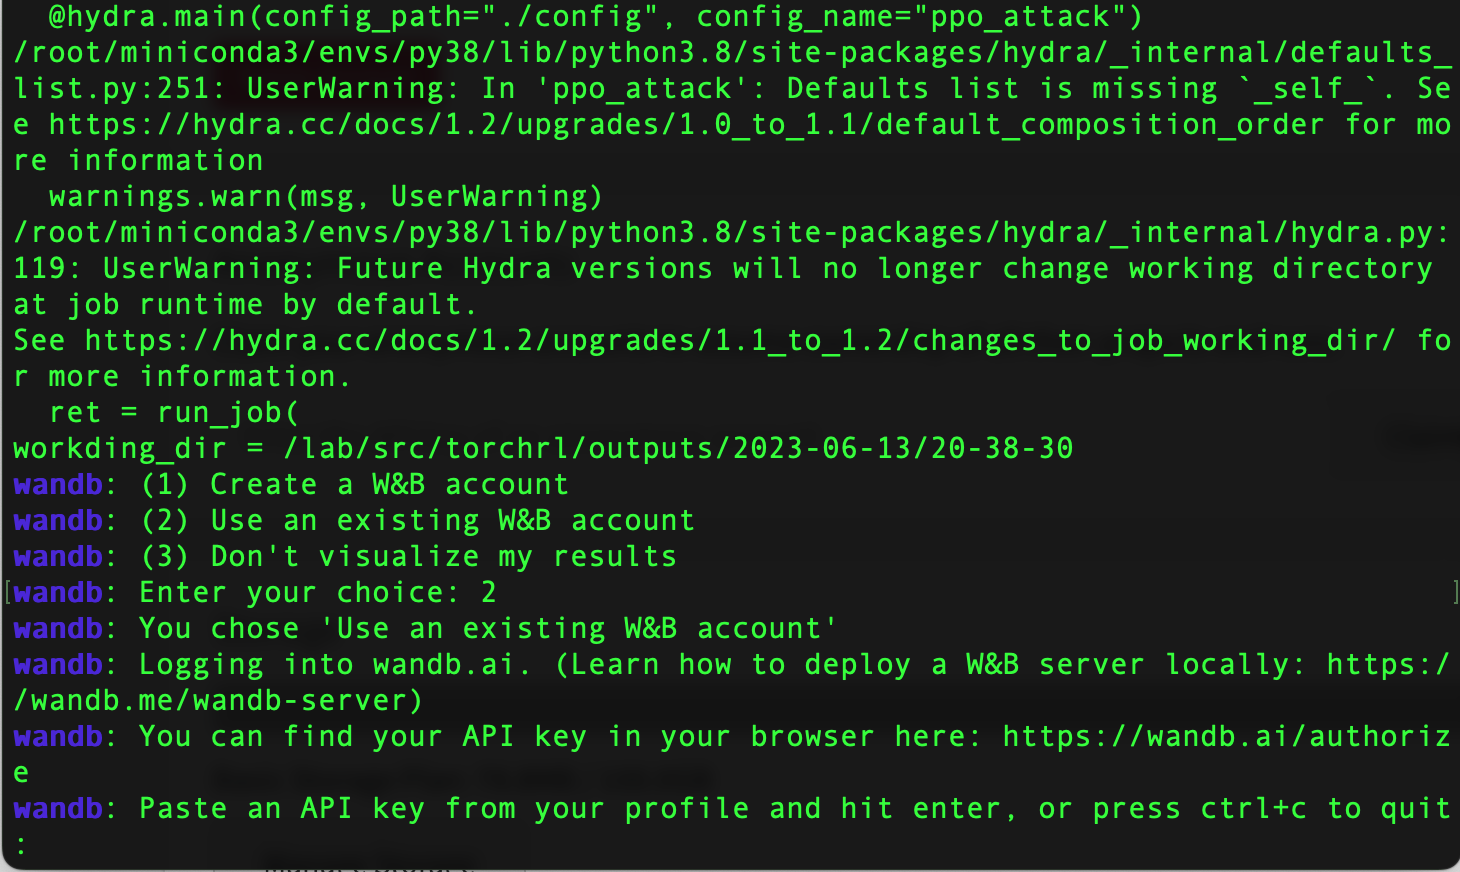 @hydra.main(config_path="./config", config_name="ppo_attack")
/root/miniconda3/envs/py38/lib/python3.8/site-packages/hydra/_internal/defaults_
list.py:251: UserWarning: In 'ppo_attack': Defaults list is missing `_self_`. Se
e https://hydra.cc/docs/1.2/upgrades/1.0_to_1.1/default_composition_order for mo
re information
warnings.warn(msg, UserWarning)
/root/miniconda3/envs/py38/lib/python3.8/site-packages/hydra/_internal/hydra.py:
119: UserWarning: Future Hydra versions will no longer change working directory
at job runtime by default.
See https://hydra.cc/docs/1.2/upgrades/1.1_to_1.2/changes_to_job_working_dir/ fo
r more information.
ret = run_job(
workding_dir = /lab/src/torchrl/outputs/2023-06-13/20-38-30
wandb: (1) Create a W&B account
wandb: (2) Use an existing W&B account
wandb: (3) Don't visualize my results
[wandb: Enter your choice: 2 ]
wandb: You chose 'Use an existing W&B account'
wandb: Logging into wandb.ai. (Learn how to deploy a W&B server locally: https:/
/wandb.me/wandb-server)
wandb: You can find your API key in your browser here: https://wandb.ai/authoriz
e
wandb: Paste an API key from your profile and hit enter, or press ctrl+c to quit
: